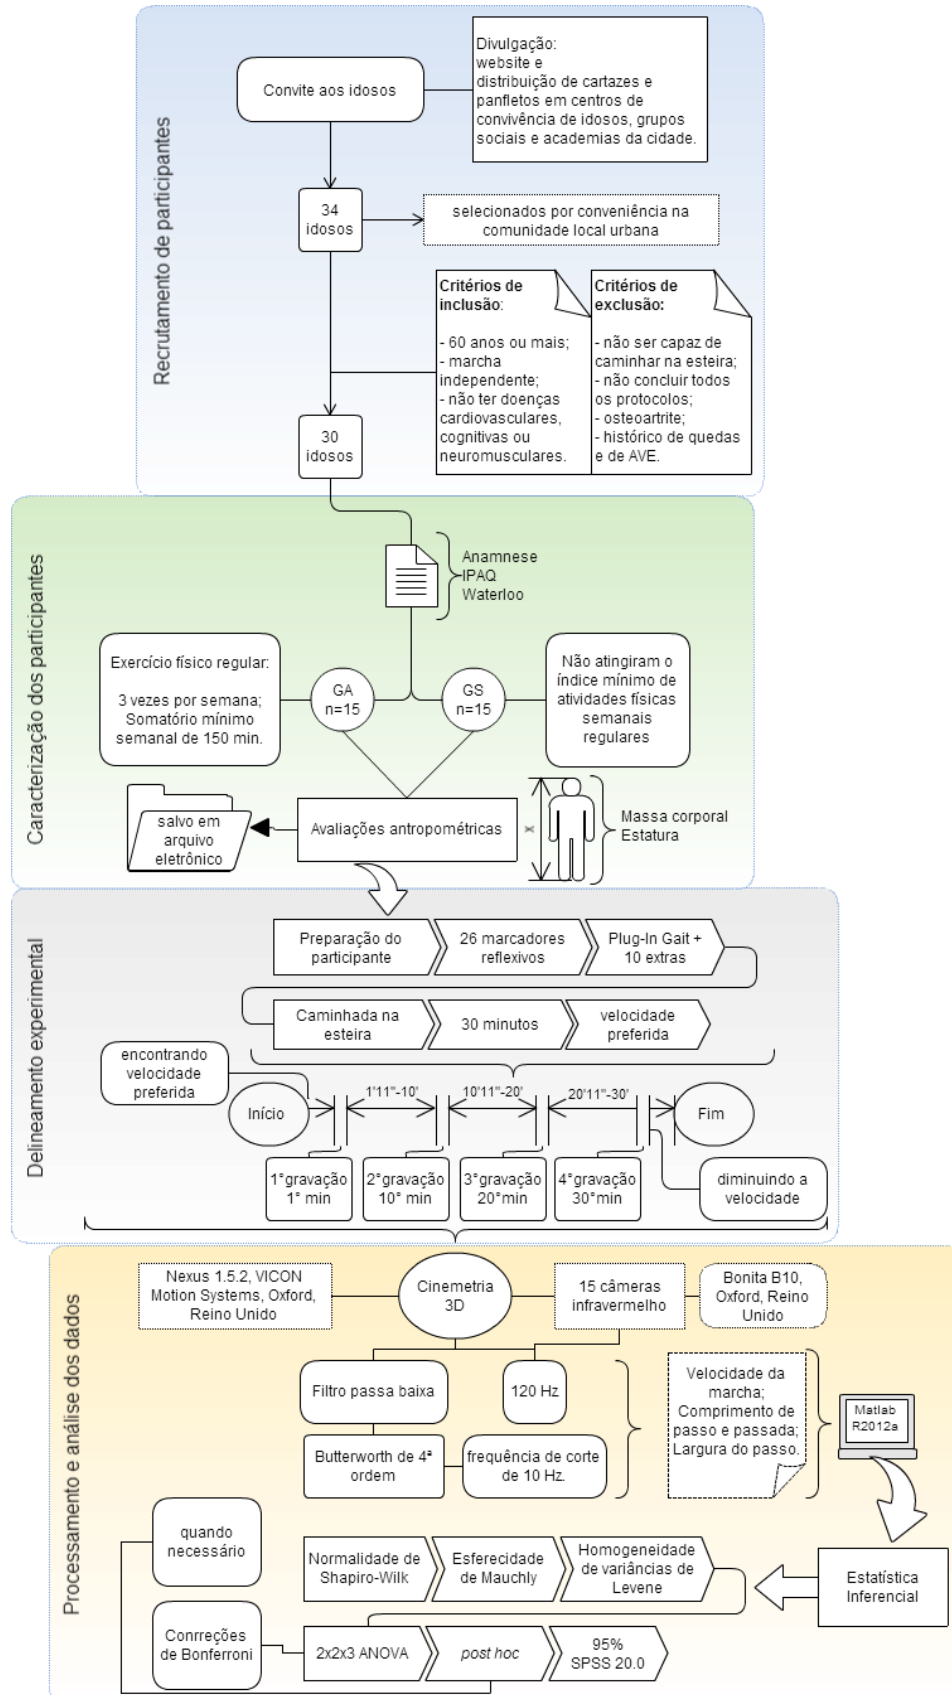 Recrutamento de participantes
Convite aos idosos
Divulgação:
website e
distribuição de cartazes e
panfletos em centros de
convivência de idosos, grupos
sociais e academias da cidade.
34
idosos
selecionados por conveniência na
comunidade local urbana
Critérios de
inclusão:
- 60 anos ou mais;
- marcha
independente;
- não ter doenças
cardiovasculares,
cognitivas ou
neuromusculares.
Critérios de
exclusão:
- não ser capaz de
caminhar na esteira;
- não concluir todos
os protocolos;
- osteoartrite;
- histórico de quedas
e de AVE.
30
idosos
Caracterização dos participantes
Anamnese
IPAQ
Waterloo
Exercício físico regular:
3 vezes por semana;
Somatório mínimo
semanal de 150 min.
GA
n=15
GS
n=15
Não atingiram o
índice mínimo de
atividades físicas
semanais
regulares
salvo em
arquivo
eletrônico
Avaliações antropométricas
x
Massa corporal
Estatura
Delineamento experimental
Preparação do
participante
26 marcadores
reflexivos
Plug-In Gait +
10 extras
Caminhada na
esteira
30 minutos
velocidade
preferida
encontrando
velocidade
preferida
Início
1'11"-10'
10'11"-20'
20'11"-30'
Fim
1°gravação
1° min
2°gravação
10° min
3°gravação
20°min
4°gravação
30°min
diminuindo a
velocidade
Processamento e análise dos dados
Nexus 1.5.2, VICON
Motion Systems, Oxford,
Reino Unido
Cinemetria
3D
15 câmeras
infravermelho
Bonita B10,
Oxford, Reino
Unido
Filtro passa baixa
120 Hz
Butterworth de 4ª
ordem
frequência de corte
de 10 Hz.
Velocidade da
marcha;
Comprimento de
passo e passada;
Largura do passo.
Matlab
R2012a
quando
necessário
Normalidade de
Shapiro-Wilk
Esferecidade
de Mauchly
Homogeneidade
de variâncias de
Levene
Estatística
Inferencial
Conrreções
de Bonferroni
2x2x3 ANOVA
post hoc
95%
SPSS 20.0